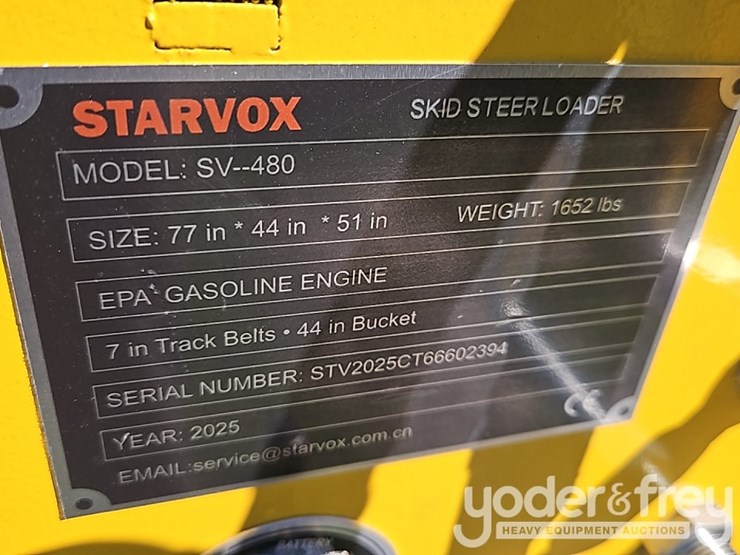 STARVOX SKID STEER LOADER
MODEL: SV--480
SIZE: 77 in * 44 in * 51 in WEIGHT: 1652 lbs
EPA GASOLINE ENGINE
7 in Track Belts • 44 in Bucket
SERIAL NUMBER: STV2025CT66602394
YEAR: 2025
CE
EMAIL:service@starvox.com.cn
BATTERY
yoder&frey
HEAVY EQUIPMENT AUCTIONS